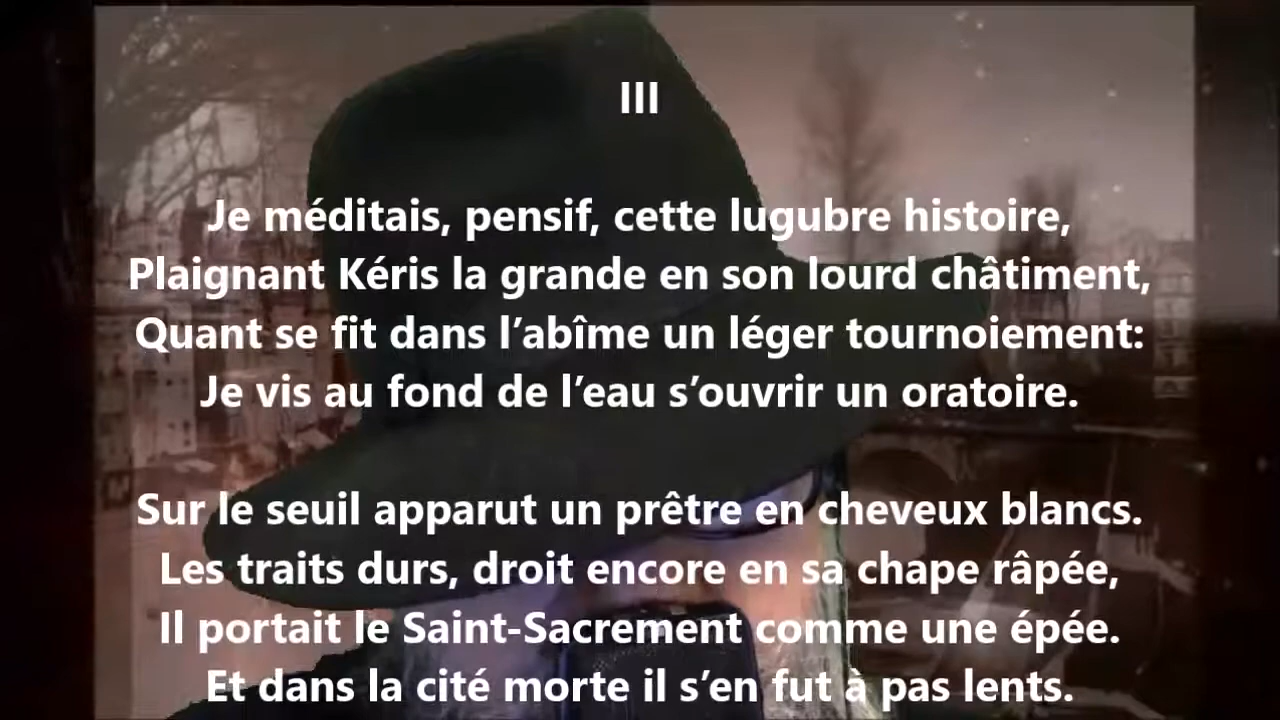 III
Je méditais, pensif, cette lugubre histoire,
Plaignant Kéris la grande en son lourd châtiment,
Quant se fit dans l’abîme un léger tournoiement:
Je vis au fond de l’eau s’ouvrir un oratoire.
Sur le seuil apparut un prêtre en cheveux blancs.
Les traits durs, droit encore en sa chape râpée,
Il portait le Saint-Sacrement comme une épée.
Et dans la cité morte il s’en fut à pas lents.